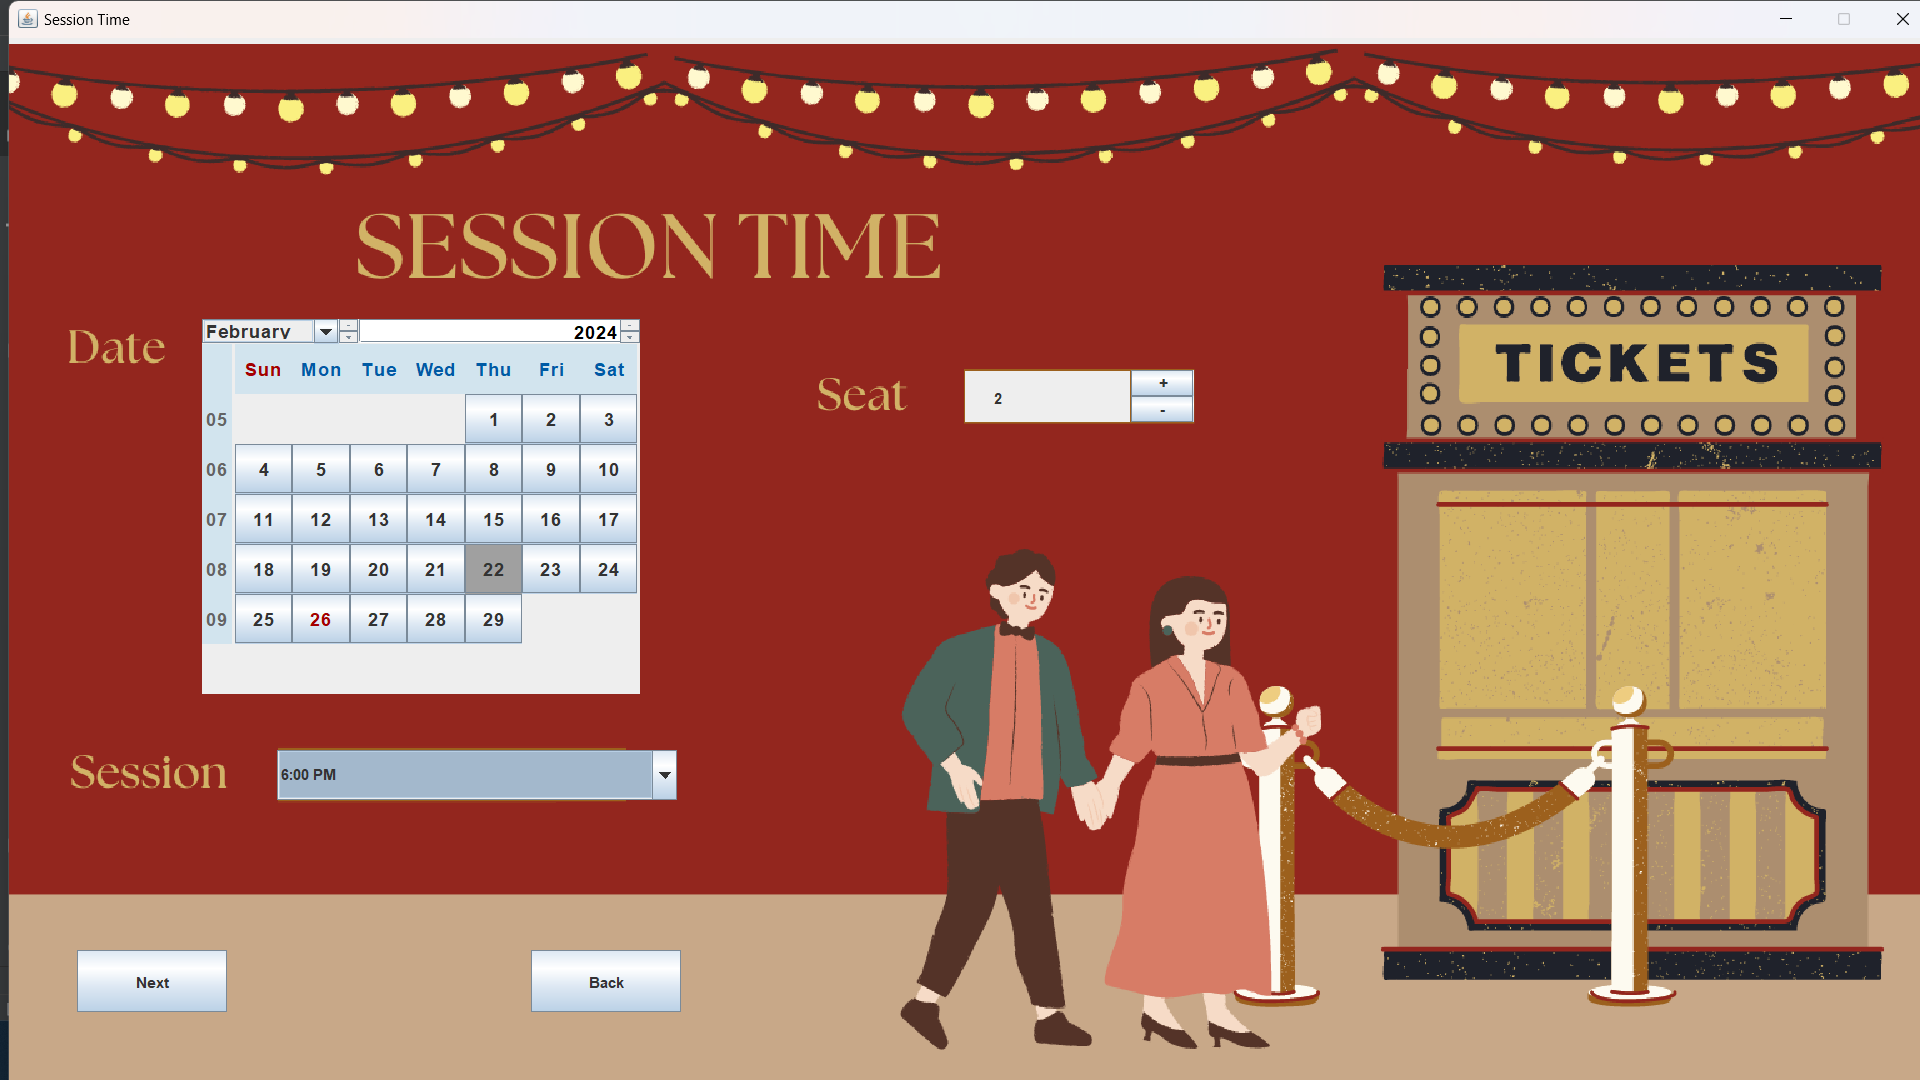 Session Time
SESSION TIME
Date
February 2024
Sun Mon Tue Wed Thu Fri Sat
05 1 2 3
06 4 5 6 7 8 9 10
07 11 12 13 14 15 16 17
08 18 19 20 21 22 23 24
09 25 26 27 28 29
Seat
2
+
-
TICKETS
Session
6:00 PM
Next
Back